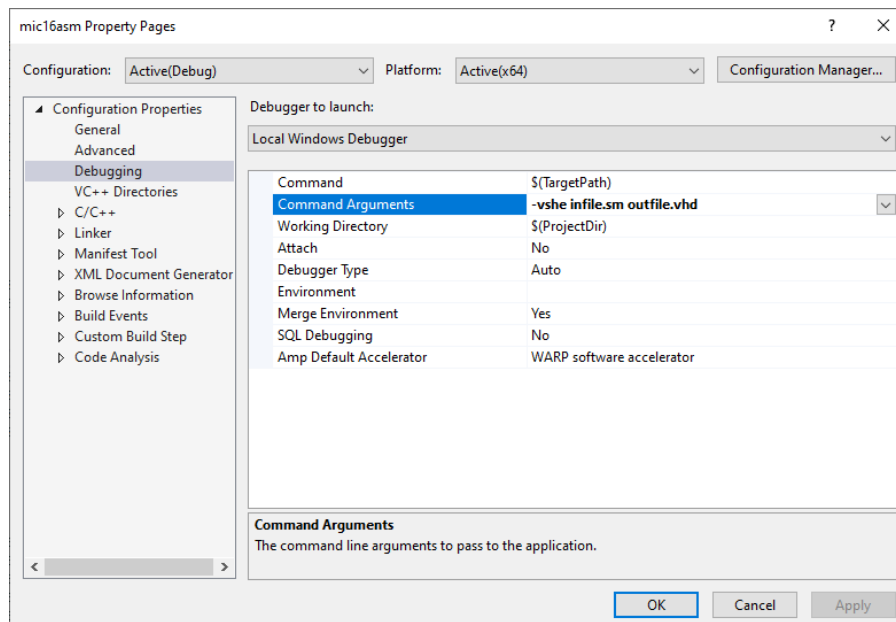 mic16asm Property Pages
? ×
Configuration: Active(Debug) Platform: Active(x64) Configuration Manager...
Configuration Properties
General
Advanced
Debugging
VC++ Directories
C/C++
Linker
Manifest Tool
XML Document Generator
Browse Information
Build Events
Custom Build Step
Code Analysis
Debugger to launch:
Local Windows Debugger
Command $(TargetPath)
Command Arguments -vshe infile.sm outfile.vhd
Working Directory $(ProjectDir)
Attach No
Debugger Type Auto
Environment
Merge Environment Yes
SQL Debugging No
Amp Default Accelerator WARP software accelerator
Command Arguments
The command line arguments to pass to the application.
OK Cancel Apply